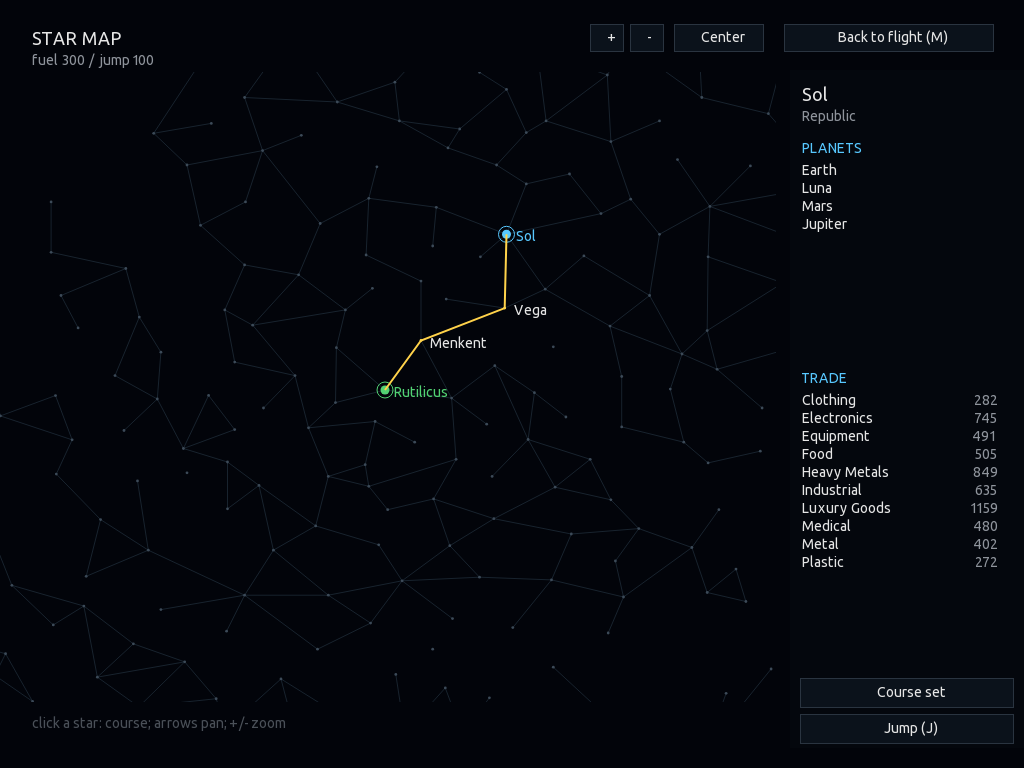 STAR MAP
fuel 300 / jump 100
+
-
Center
Back to flight (M)
Sol
Vega
Menkent
Rutilicus
click a star: course; arrows pan; +/- zoom
Sol
Republic
PLANETS
Earth
Luna
Mars
Jupiter
TRADE
Clothing 282
Electronics 745
Equipment 491
Food 505
Heavy Metals 849
Industrial 635
Luxury Goods 1159
Medical 480
Metal 402
Plastic 272
Course set
Jump (J)